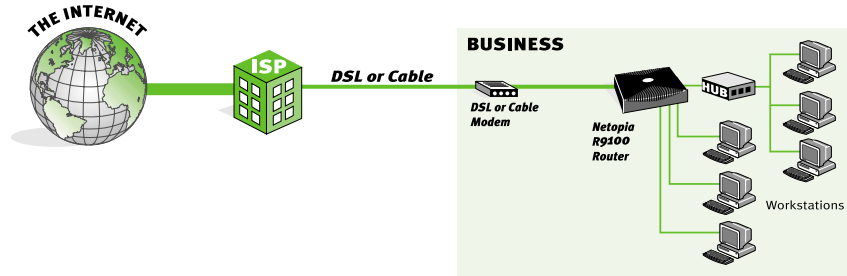 THE INTERNET
ISP
DSL or Cable
BUSINESS
DSL or Cable
Modem
Netopia
R9100
Router
HUB
Workstations